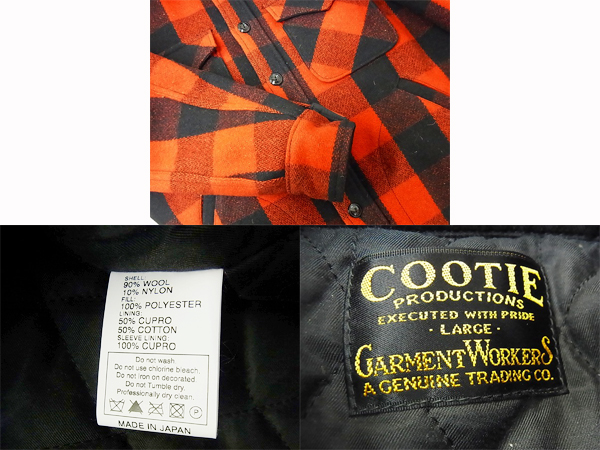 SHELL:
90% WOOL
10% NYLON
FILL:
100% POLYESTER
LINING:
50% CUPRO
50% COTTON
SLEEVE LINING:
100% CUPRO
Do not wash.
Do not use chlorine bleach.
Do not Iron on decorated.
Do not Tumble dry.
Professionally dry clean.
P
MADE IN JAPAN
COOTIE
PRODUCTIONS
EXECUTED WITH PRIDE
· LARGE ·
GARMENT WORKERS
A GENUINE TRADING CO.